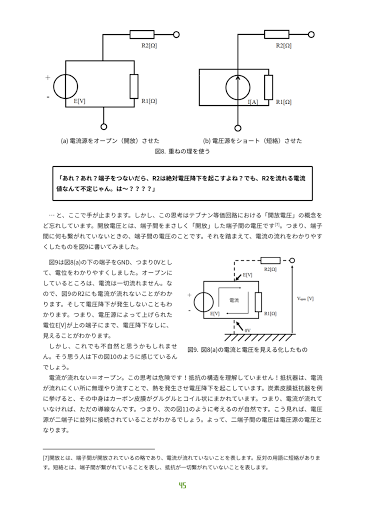 R2[Ω]
R2[Ω]
+
-
E[V]
R1[Ω]
I[A]
R1[Ω]
(a) 電流源をオープン（開放）させた
(b) 電圧源をショート（短絡）させた
図8. 重ねの理を使う
「あれ？あれ？端子をつないだら、R2は絶対電圧降下を起こすよね？でも、R2を流れる電流
値なんて不定じゃん。は～？？？？」
… と、ここで手が止まります。しかし、この思考はテブナン等価回路における「開放電圧」の概念を
ど忘れしています。開放電圧とは、端子間をまさしく「開放」した端子間の電圧です[7]。つまり、端子
間に何も繋がれていないときの、端子間の電圧のことです。それを踏まえて、電流の流れをわかりやす
くしたものを図9に書いてみました。
図9は図8(a)の下の端子をGND、つまり0Vとし
て、電位をわかりやすくしました。オープンに
しているところは、電流は一切流れません。な
ので、図9のR2にも電流が流れないことがわか
ります。そして電圧降下が発生しないこともわ
かります。つまり、電圧源によって上げられた
電位E[V]が上の端子にまで、電圧降下なしに、
見えることがわかります。
しかし、これでも不自然と思うかもしれませ
ん。そう思う人は下の図10のように感じているん
でしょう。
R2[Ω]
E[V]
+
-
電流
E[V]
R1[Ω]
0V
図9. 図8(a)の電流と電位を見える化したもの
電流が流れない＝オープン。この思考は危険です！抵抗の構造を理解していません！抵抗器は、電流
が流れにくい所に無理やり流すことで、熱を発生させ電圧降下を起こしています。炭素皮膜抵抗器を例
に挙げると、その中身はカーボン皮膜がグルグルとコイル状にまかれています。つまり、電流が流れて
いなければ、ただの導線なんです。つまり、次の図11のように考えるのが自然です。こう見れば、電圧
源が二端子に並列に接続されていることがわかるでしょう。よって、二端子間の電圧は電圧源の電圧と
なります。
[7]開放とは、端子間が開放されているの略であり、電流が流れていないことを表します。反対の用語に短絡がありま
す。短絡とは、端子間が繋がれていることを表し、抵抗が一切繋がれていないことを表します。
45